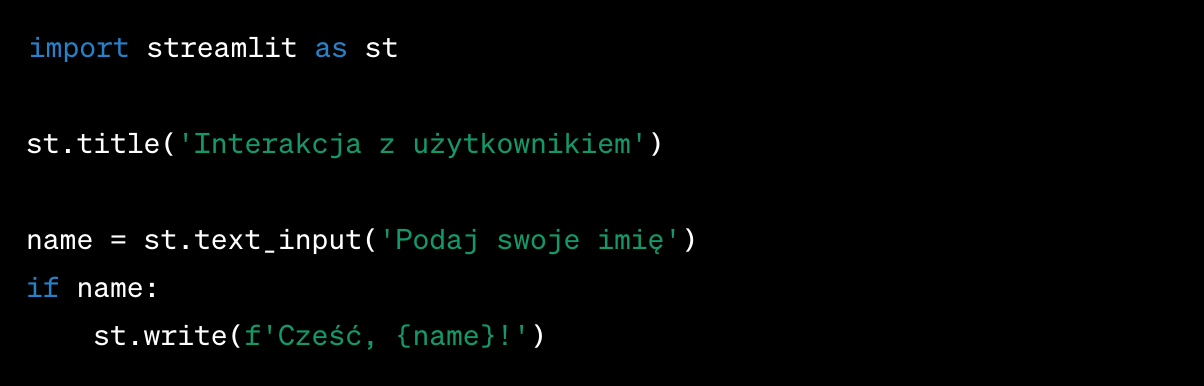 import streamlit as st
st.title('Interakcja z użytkownikiem')
name = st.text_input('Podaj swoje imię')
if name:
    st.write(f'Cześć, {name}!')